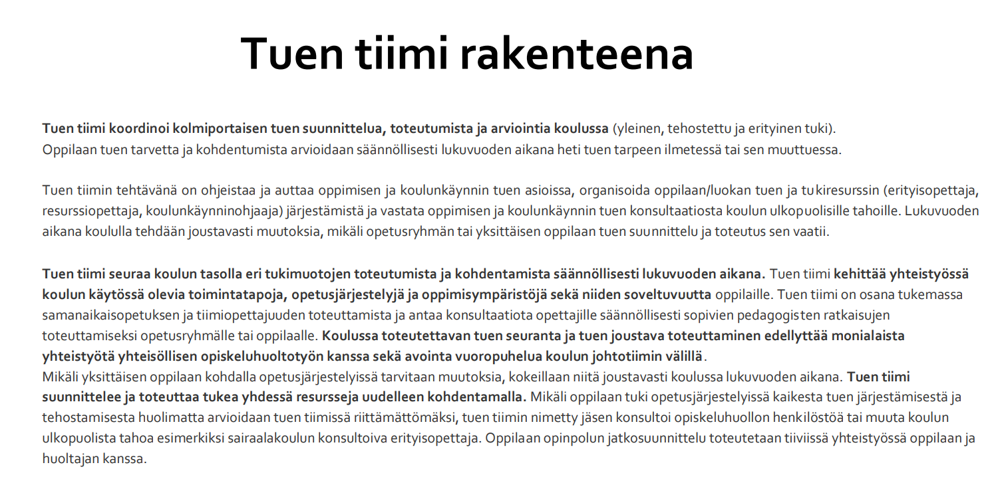 Tuen tiimi rakenteena
Tuen tiimi koordinoi kolmiportaisen tuen suunnittelua, toteutumista ja arviointia koulussa (yleinen, tehostettu ja erityinen tuki).
Oppilaan tuen tarvetta ja kohdentumista arvioidaan säännöllisesti lukuvuoden aikana heti tuen tarpeen ilmetessä tai sen muuttuessa.
Tuen tiimin tehtävänä on ohjeistaa ja auttaa oppimisen ja koulunkäynnin tuen asioissa, organisoida oppilaan/luokan tuen ja tukiresurssin (erityisopettaja,
resurssiopettaja, koulunkäynninohjaaja) järjestämistä ja vastata oppimisen ja koulunkäynnin tuen konsultaatiosta koulun ulkopuolisille tahoille. Lukuvuoden
aikana koululla tehdään joustavasti muutoksia, mikäli opetusryhmän tai yksittäisen oppilaan tuen suunnittelu ja toteutus sen vaatii.
Tuen tiimi seuraa koulun tasolla eri tukimuotojen toteutumista ja kohdentamista säännöllisesti lukuvuoden aikana. Tuen tiimi kehittää yhteistyössä
koulun käytössä olevia toimintatapoja, opetusjärjestelyjä ja oppimisympäristöjä sekä niiden soveltuvuutta oppilaille. Tuen tiimi on osana tukemassa
samanaikaisopetuksen ja tiimiopettajuuden toteuttamista ja antaa konsultaatiota opettajille säännöllisesti sopivien pedagogisten ratkaisujen
toteuttamiseksi opetusryhmälle tai oppilaalle. Koulussa toteutettavan tuen seuranta ja tuen joustava toteuttaminen edellyttää monialaista
yhteistyötä yhteisöllisen opiskeluhuoltotyön kanssa sekä avointa vuoropuhelua koulun johtotiimin välillä.
Mikäli yksittäisen oppilaan kohdalla opetusjärjestelyissä tarvitaan muutoksia, kokeillaan niitä joustavasti koulussa lukuvuoden aikana. Tuen tiimi
suunnittelee ja toteuttaa tukea yhdessä resursseja uudelleen kohdentamalla. Mikäli oppilaan tuki opetusjärjestelyissä kaikesta tuen järjestämisestä ja
tehostamisesta huolimatta arvioidaan tuen tiimissä riittämättömäksi, tuen tiimin nimetty jäsen konsultoi opiskeluhuollon henkilöstöä tai muuta koulun
ulkopuolista tahoa esimerkiksi sairaalakoulun konsultoiva erityisopettaja. Oppilaan opinpolun jatkosuunnittelu toteutetaan tiiviissä yhteistyössä oppilaan ja
huoltajan kanssa.